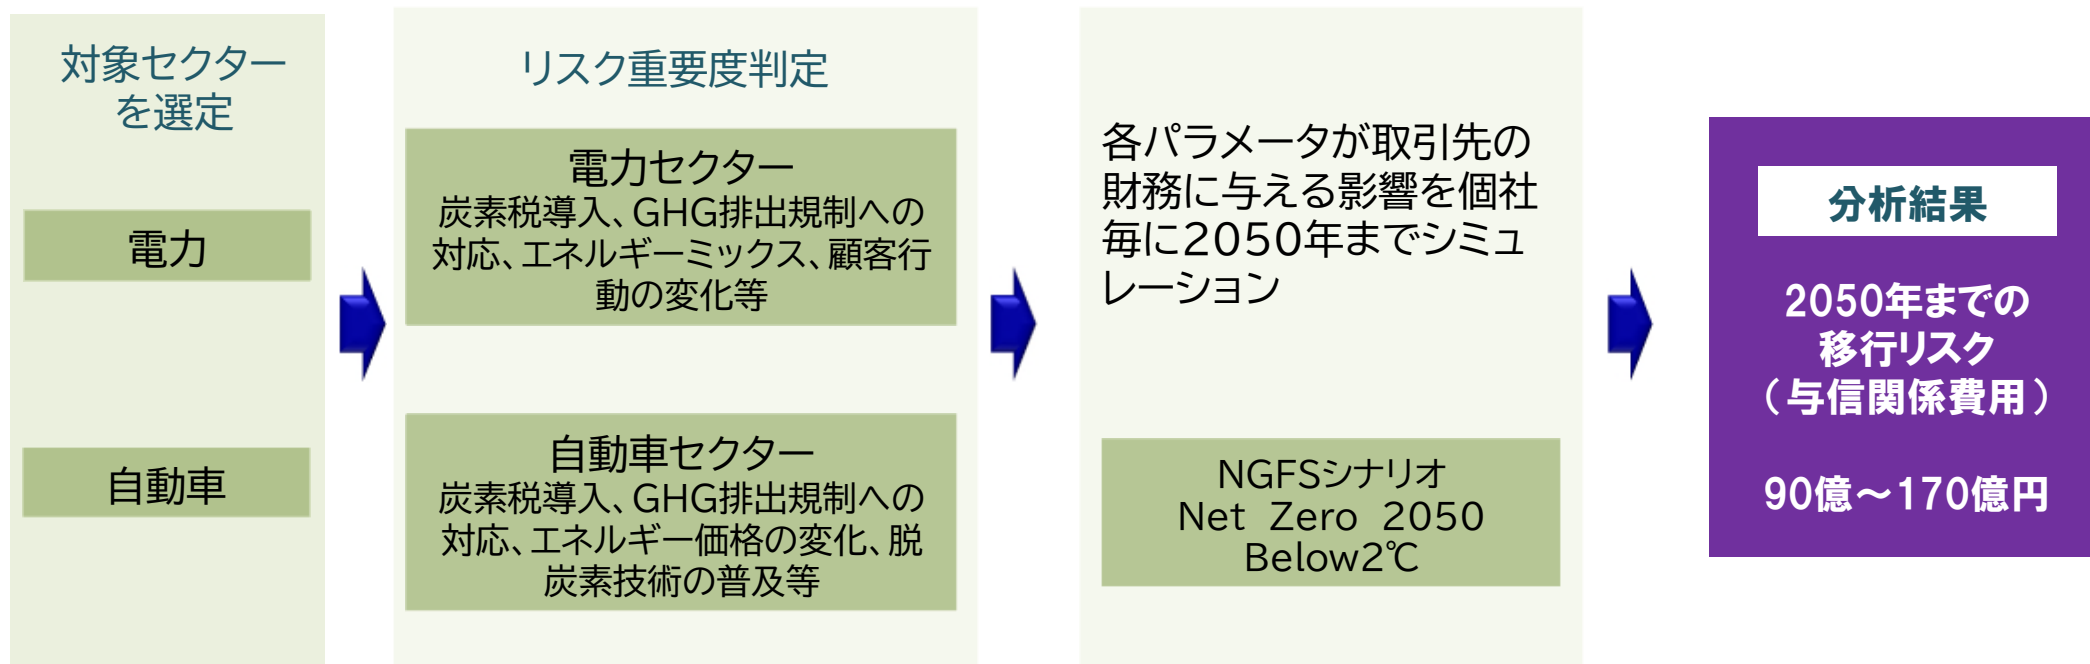 対象セクター
を選定
電力
自動車
リスク重要度判定
電力セクター
炭素税導入、GHG排出規制への
対応、エネルギーミックス、顧客行
動の変化等
自動車セクター
炭素税導入、GHG排出規制への
対応、エネルギー価格の変化、脱
炭素技術の普及等
各パラメータが取引先の
財務に与える影響を個社
毎に2050年までシミュ
レーション
NGFSシナリオ
Net Zero 2050
Below2℃
分析結果
2050年までの
移行リスク
（与信関係費用）
90億～170億円